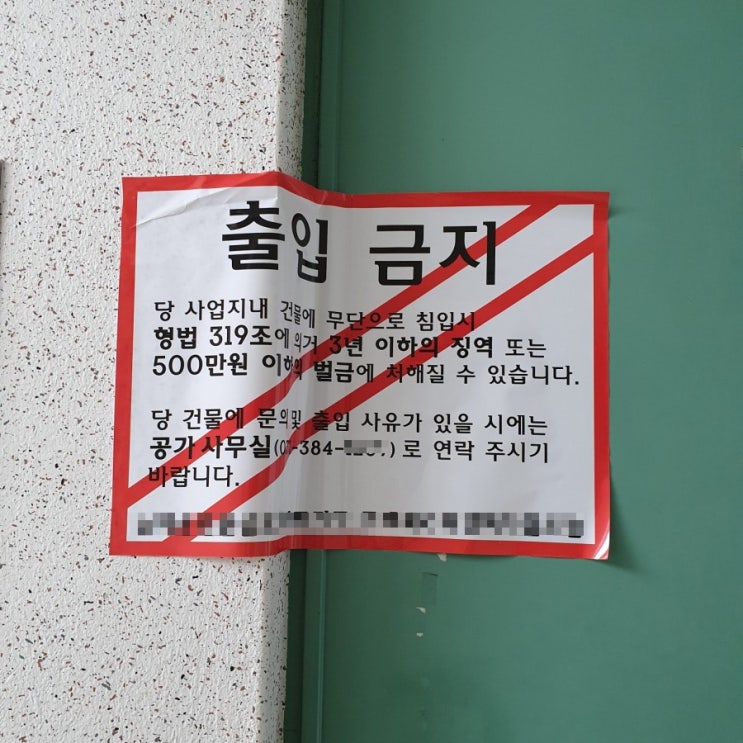 출입 금지
당 사업지내 건물에 무단으로 침입시
형법 319조에 의거 3년 이하의 징역 또는
500만원 이하의 벌금에 처해질 수 있습니다.
당 건물에 문의 및 출입 사유가 있을 시에는
공가 사무실( -384- )로 연락 주시기
바랍니다.